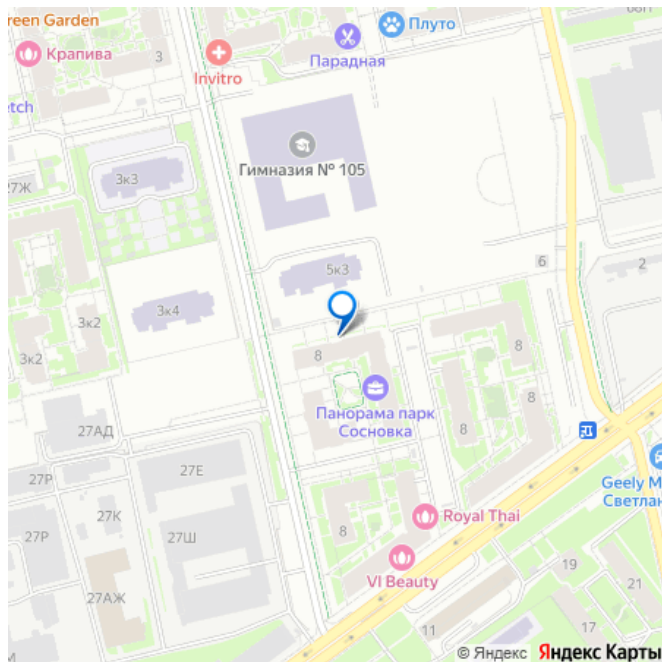 reen Garden
Крапива
3
Invitro
Парадная
Плуто
etch
Гимназия № 105
27Ж
3к3
3к4
5к3
6
2
3к2
3к2
8
8
8
8
8
Панорама парк
Сосновка
27АД
27Е
27Р
27К
27Р
27Ш
27АЖ
Geely М
Светлан
Royal Thai
VI Beauty
19
21
11
17
© Яндекс Яндекс Карты